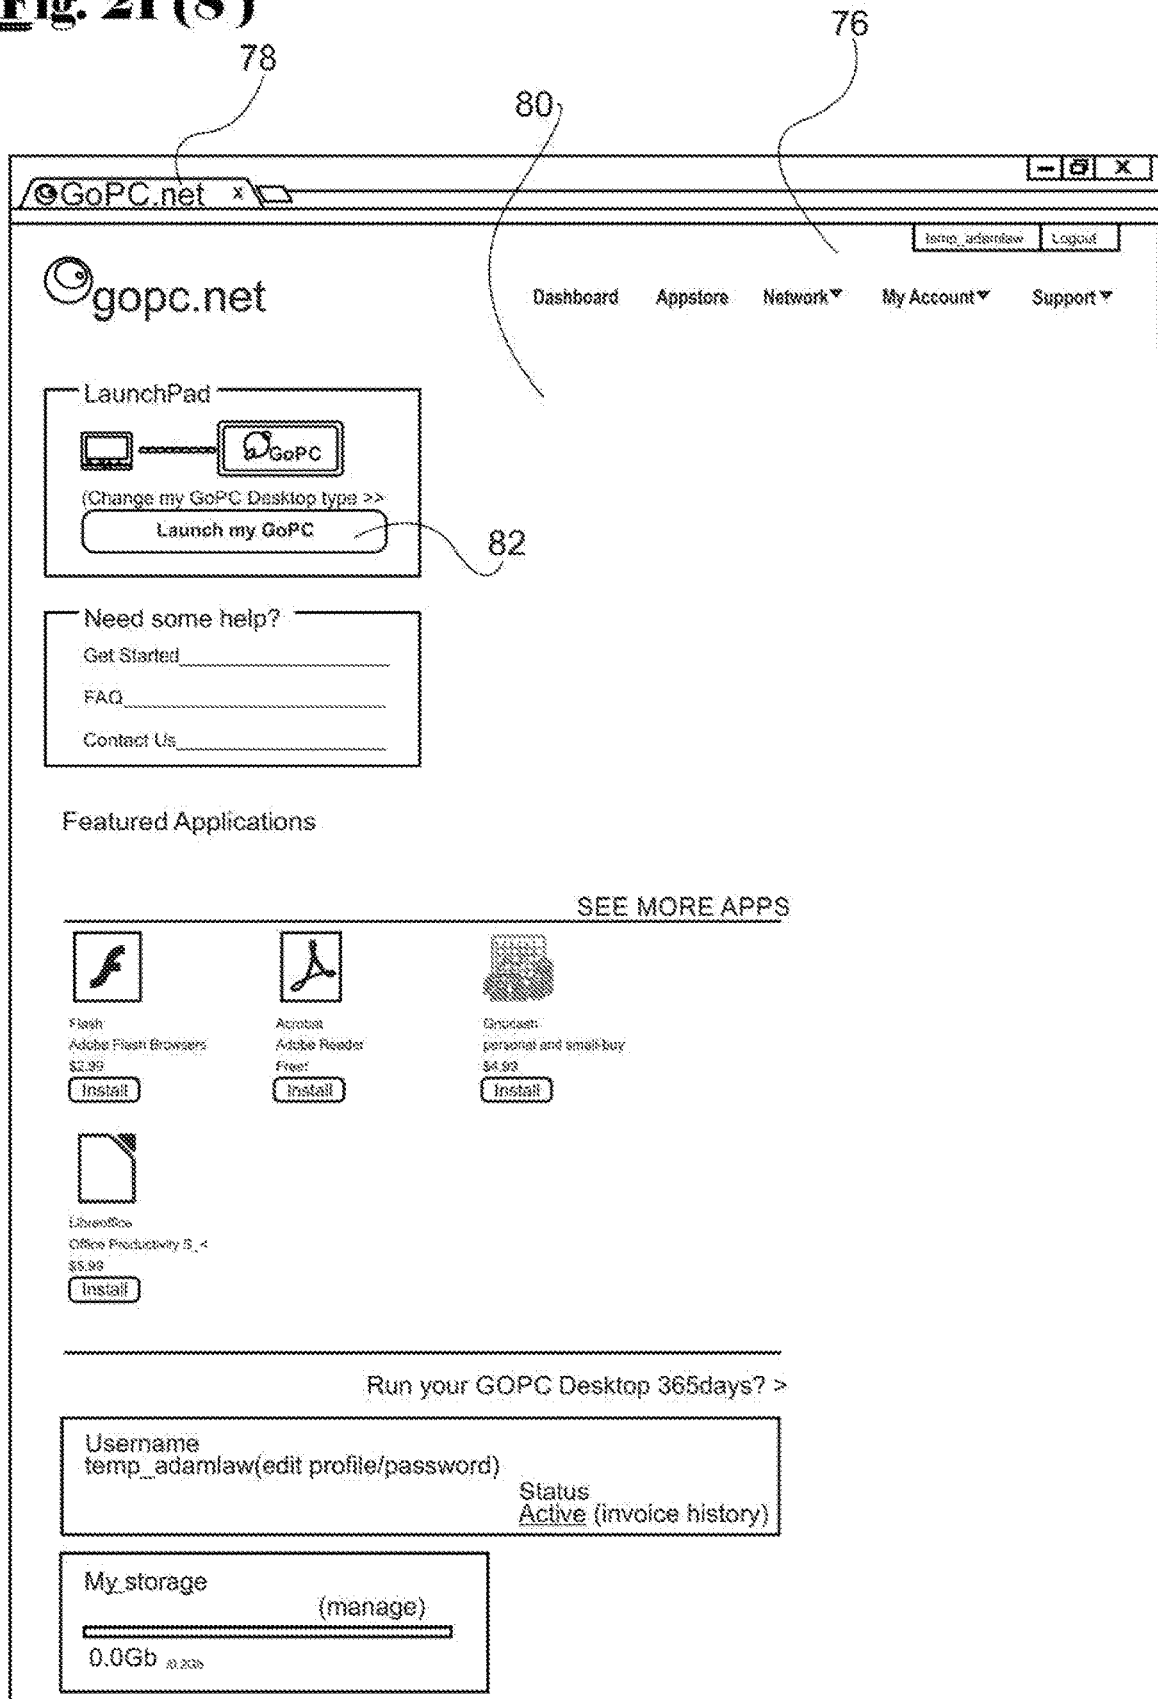 Fig. 2I (8)
78
76
80
GoPC.net x
temp_adamlaw Logout
gopc.net
Dashboard Appstore Network My Account Support
LaunchPad
GoPC
(Change my GoPC Desktop type >>
Launch my GoPC
82
Need some help?
Get Started
FAQ
Contact Us
Featured Applications
SEE MORE APPS
Flash Acrobat Gnucash
Adobe Flash Browsers Adobe Reader personal and small buy
$2.99 Free! $4.99
Install Install Install
Libreoffice
Office Productivity S_<
$5.99
Install
Run your GOPC Desktop 365days? >
Username
temp_adamlaw(edit profile/password)
Status
Active (invoice history)
My storage
(manage)
0.0Gb /0.2Gb